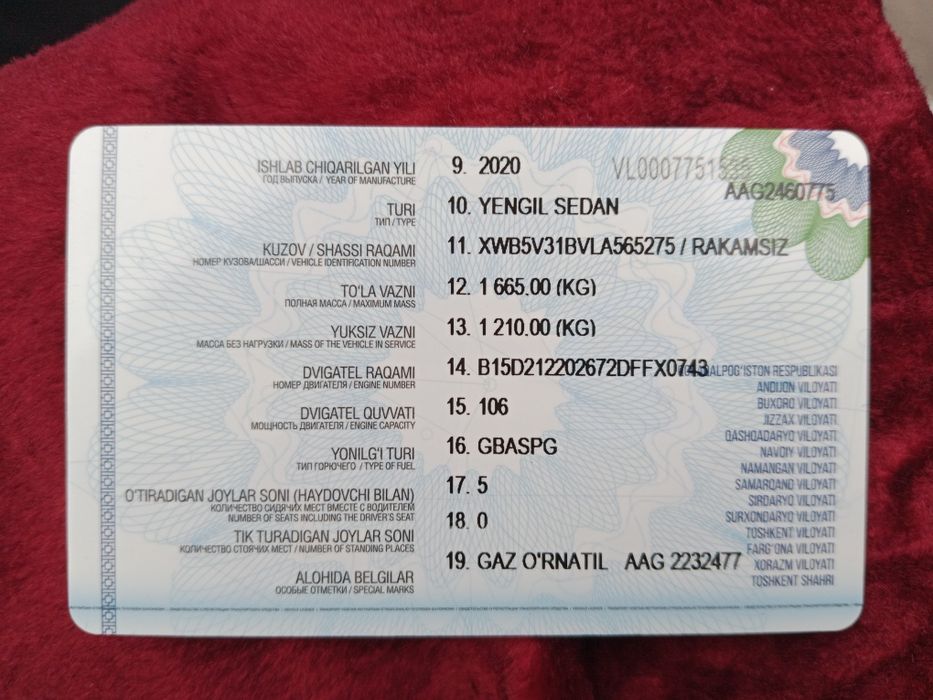 ISHLAB CHIQARILGAN YILI 9. 2020 VL0007751
ГОД ВЫПУСКА / YEAR OF MANUFACTURE
AAG2460775
TURI 10. YENGIL SEDAN
ТИП / TYPE
KUZOV / SHASSI RAQAMI 11. XWB5V31BVLA565275 / RAKAMSIZ
НОМЕР КУЗОВА/ШАССИ / VEHICLE IDENTIFICATION NUMBER
TO'LA VAZNI 12. 1 665.00 (KG)
ПОЛНАЯ МАССА / MAXIMUM MASS
YUKSIZ VAZNI 13. 1 210.00 (KG)
МАССА БЕЗ НАГРУЗКИ / MASS OF THE VEHICLE IN SERVICE
DVIGATEL RAQAMI 14. B15D212202672DFFX0743
НОМЕР ДВИГАТЕЛЯ / ENGINE NUMBER
DVIGATEL QUVVATI 15. 106
МОЩНОСТЬ ДВИГАТЕЛЯ / ENGINE CAPACITY
YONILG'I TURI 16. GBASPG
ТИП ГОРЮЧЕГО / TYPE OF FUEL
O'TIRADIGAN JOYLAR SONI (HAYDOVCHI BILAN) 17. 5
КОЛИЧЕСТВО СИДЯЧИХ МЕСТ ВМЕСТЕ С ВОДИТЕЛЕМ
NUMBER OF SEATS INCLUDING THE DRIVER'S SEAT
TIK TURADIGAN JOYLAR SONI 18. 0
КОЛИЧЕСТВО СТОЯЧИХ МЕСТ / NUMBER OF STANDING PLACES
ALOHIDA BELGILAR 19. GAZ O'RNATIL AAG 2232477
ОСОБЫЕ ОТМЕТКИ / SPECIAL MARKS
RESPUBLIKASI
ANDIJON VILOYATI
BUXORO VILOYATI
JIZZAX VILOYATI
QASHQADARYO VILOYATI
NAVOIY VILOYATI
NAMANGAN VILOYATI
SAMARQAND VILOYATI
SIRDARYO VILOYATI
SURXONDARYO VILOYATI
TOSHKENT VILOYATI
FARG'ONA VILOYATI
XORAZM VILOYATI
TOSHKENT SHAHRI